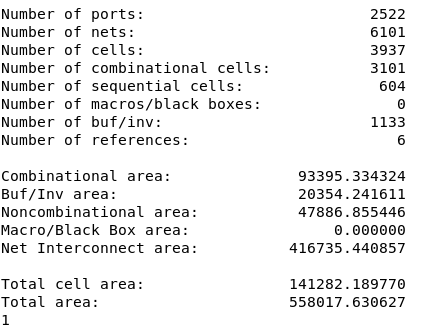 Number of ports: 2522
Number of nets: 6101
Number of cells: 3937
Number of combinational cells: 3101
Number of sequential cells: 604
Number of macros/black boxes: 0
Number of buf/inv: 1133
Number of references: 6
Combinational area: 93395.334324
Buf/Inv area: 20354.241611
Noncombinational area: 47886.855446
Macro/Black Box area: 0.000000
Net Interconnect area: 416735.440857
Total cell area: 141282.189770
Total area: 558017.630627
1